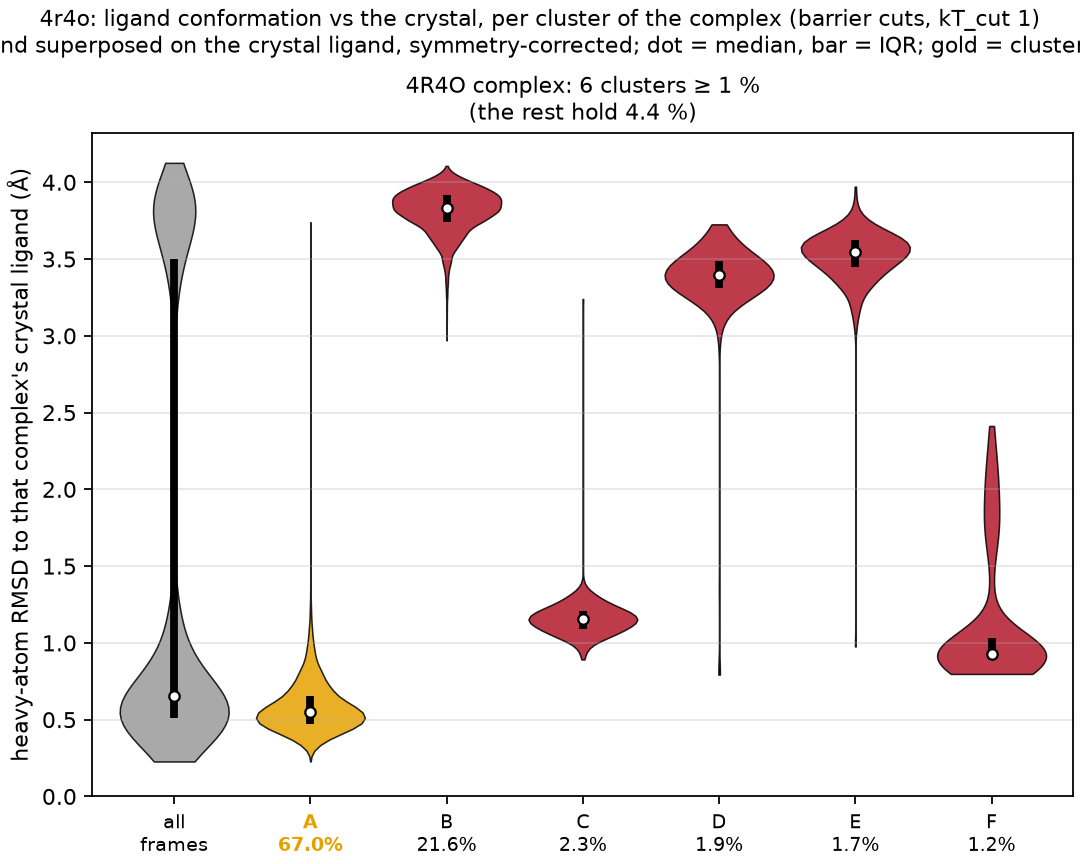 4r4o: ligand conformation vs the crystal, per cluster of the complex (barrier cuts, kT_cut 1)
nd superposed on the crystal ligand, symmetry-corrected; dot = median, bar = IQR; gold = cluster
4R4O complex: 6 clusters ≥ 1 %
(the rest hold 4.4 %)
heavy-atom RMSD to that complex's crystal ligand (Å)
4.0
3.5
3.0
2.5
2.0
1.5
1.0
0.5
0.0
all A B C D E F
frames 67.0% 21.6% 2.3% 1.9% 1.7% 1.2%